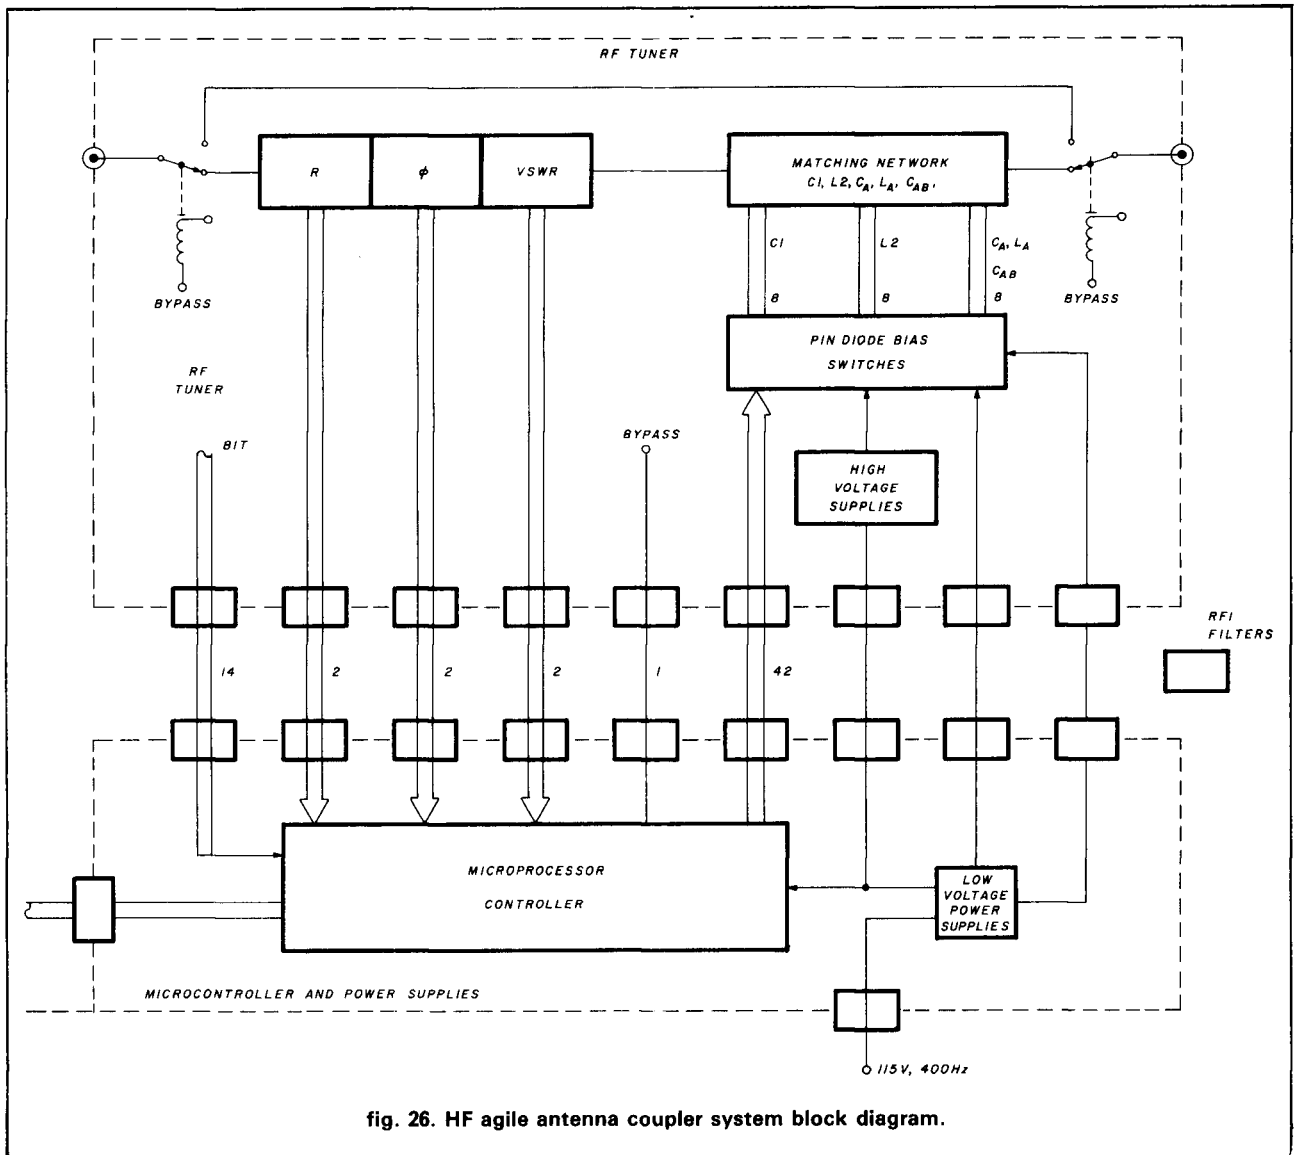 RF TUNER
R
φ
VSWR
MATCHING NETWORK
C1, L2, CA, LA, CAB,
C1
L2
CA, LA
CAB
8
8
8
BYPASS
BYPASS
PIN DIODE BIAS
SWITCHES
RF
TUNER
BIT
BYPASS
HIGH
VOLTAGE
SUPPLIES
RFI
FILTERS
14
2
2
2
1
42
MICROPROCESSOR
CONTROLLER
LOW
VOLTAGE
POWER
SUPPLIES
MICROCONTROLLER AND POWER SUPPLIES
115V, 400Hz
fig. 26. HF agile antenna coupler system block diagram.